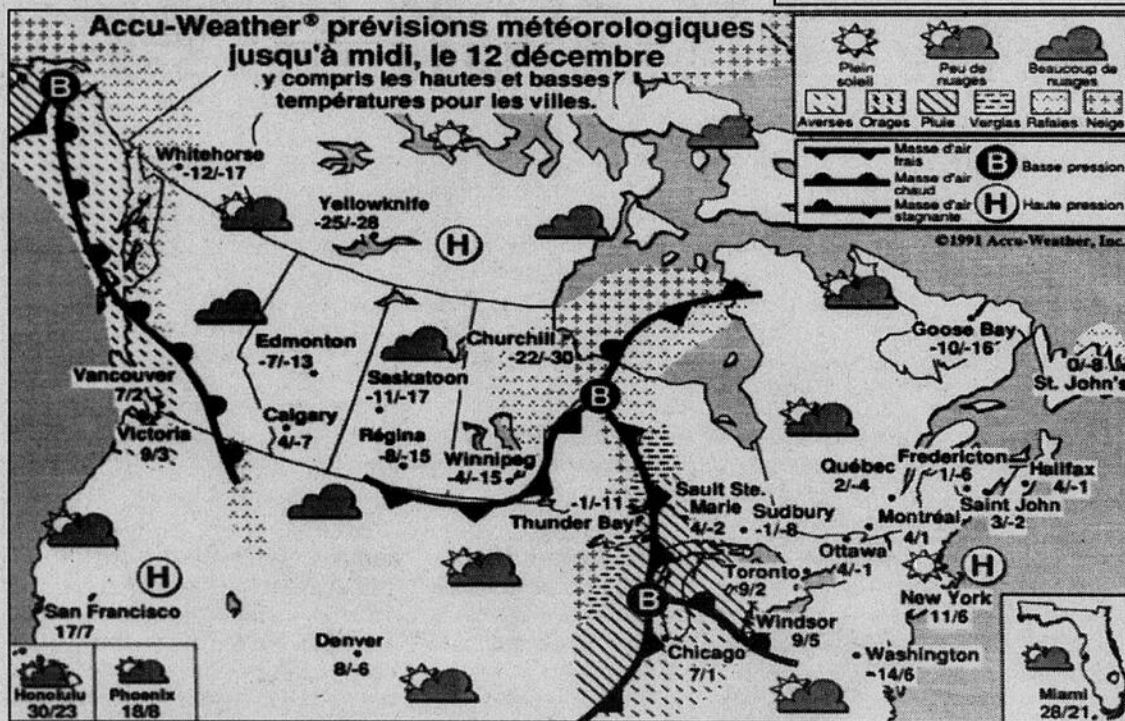 Accu-Weather® prévisions météorologiques
jusqu'à midi, le 12 décembre
y compris les hautes et basses
températures pour les villes.
Plein
soleil
Peu de
nuages
Beaucoup de
nuages
Averses
Orages
Pluie
Verglas
Rafales
Neige
Masse d'air
frais
Masse d'air
chaud
Masse d'air
stagnante
B Basse pression
H Haute pression
©1991 Accu-Weather, Inc.
B
Whitehorse
-12/-17
Yellowknife
-25/-28
H
Edmonton
-7/-13
Churchill
-22/-30
Goose Bay
-10/-16
0/-8
St. John's
Vancouver
7/2
Saskatoon
-11/-17
B
Calgary
4/-7
Victoria
9/3
Régina
-8/-15
Winnipeg
-4/-15
Québec
2/-4
Fredericton
1/-6
Halifax
4/-1
-1/-11
Thunder Bay
Sault Ste.
Marie
4/-2
Sudbury
-1/-8
Montréal
4/1
Saint John
3/-2
Ottawa
4/-1
H
San Francisco
17/7
Toronto
9/2
H
New York
11/6
B
Windsor
9/5
Denver
8/-6
Chicago
7/1
Washington
-14/6
Honolulu
30/23
Phoenix
18/8
Miami
28/21